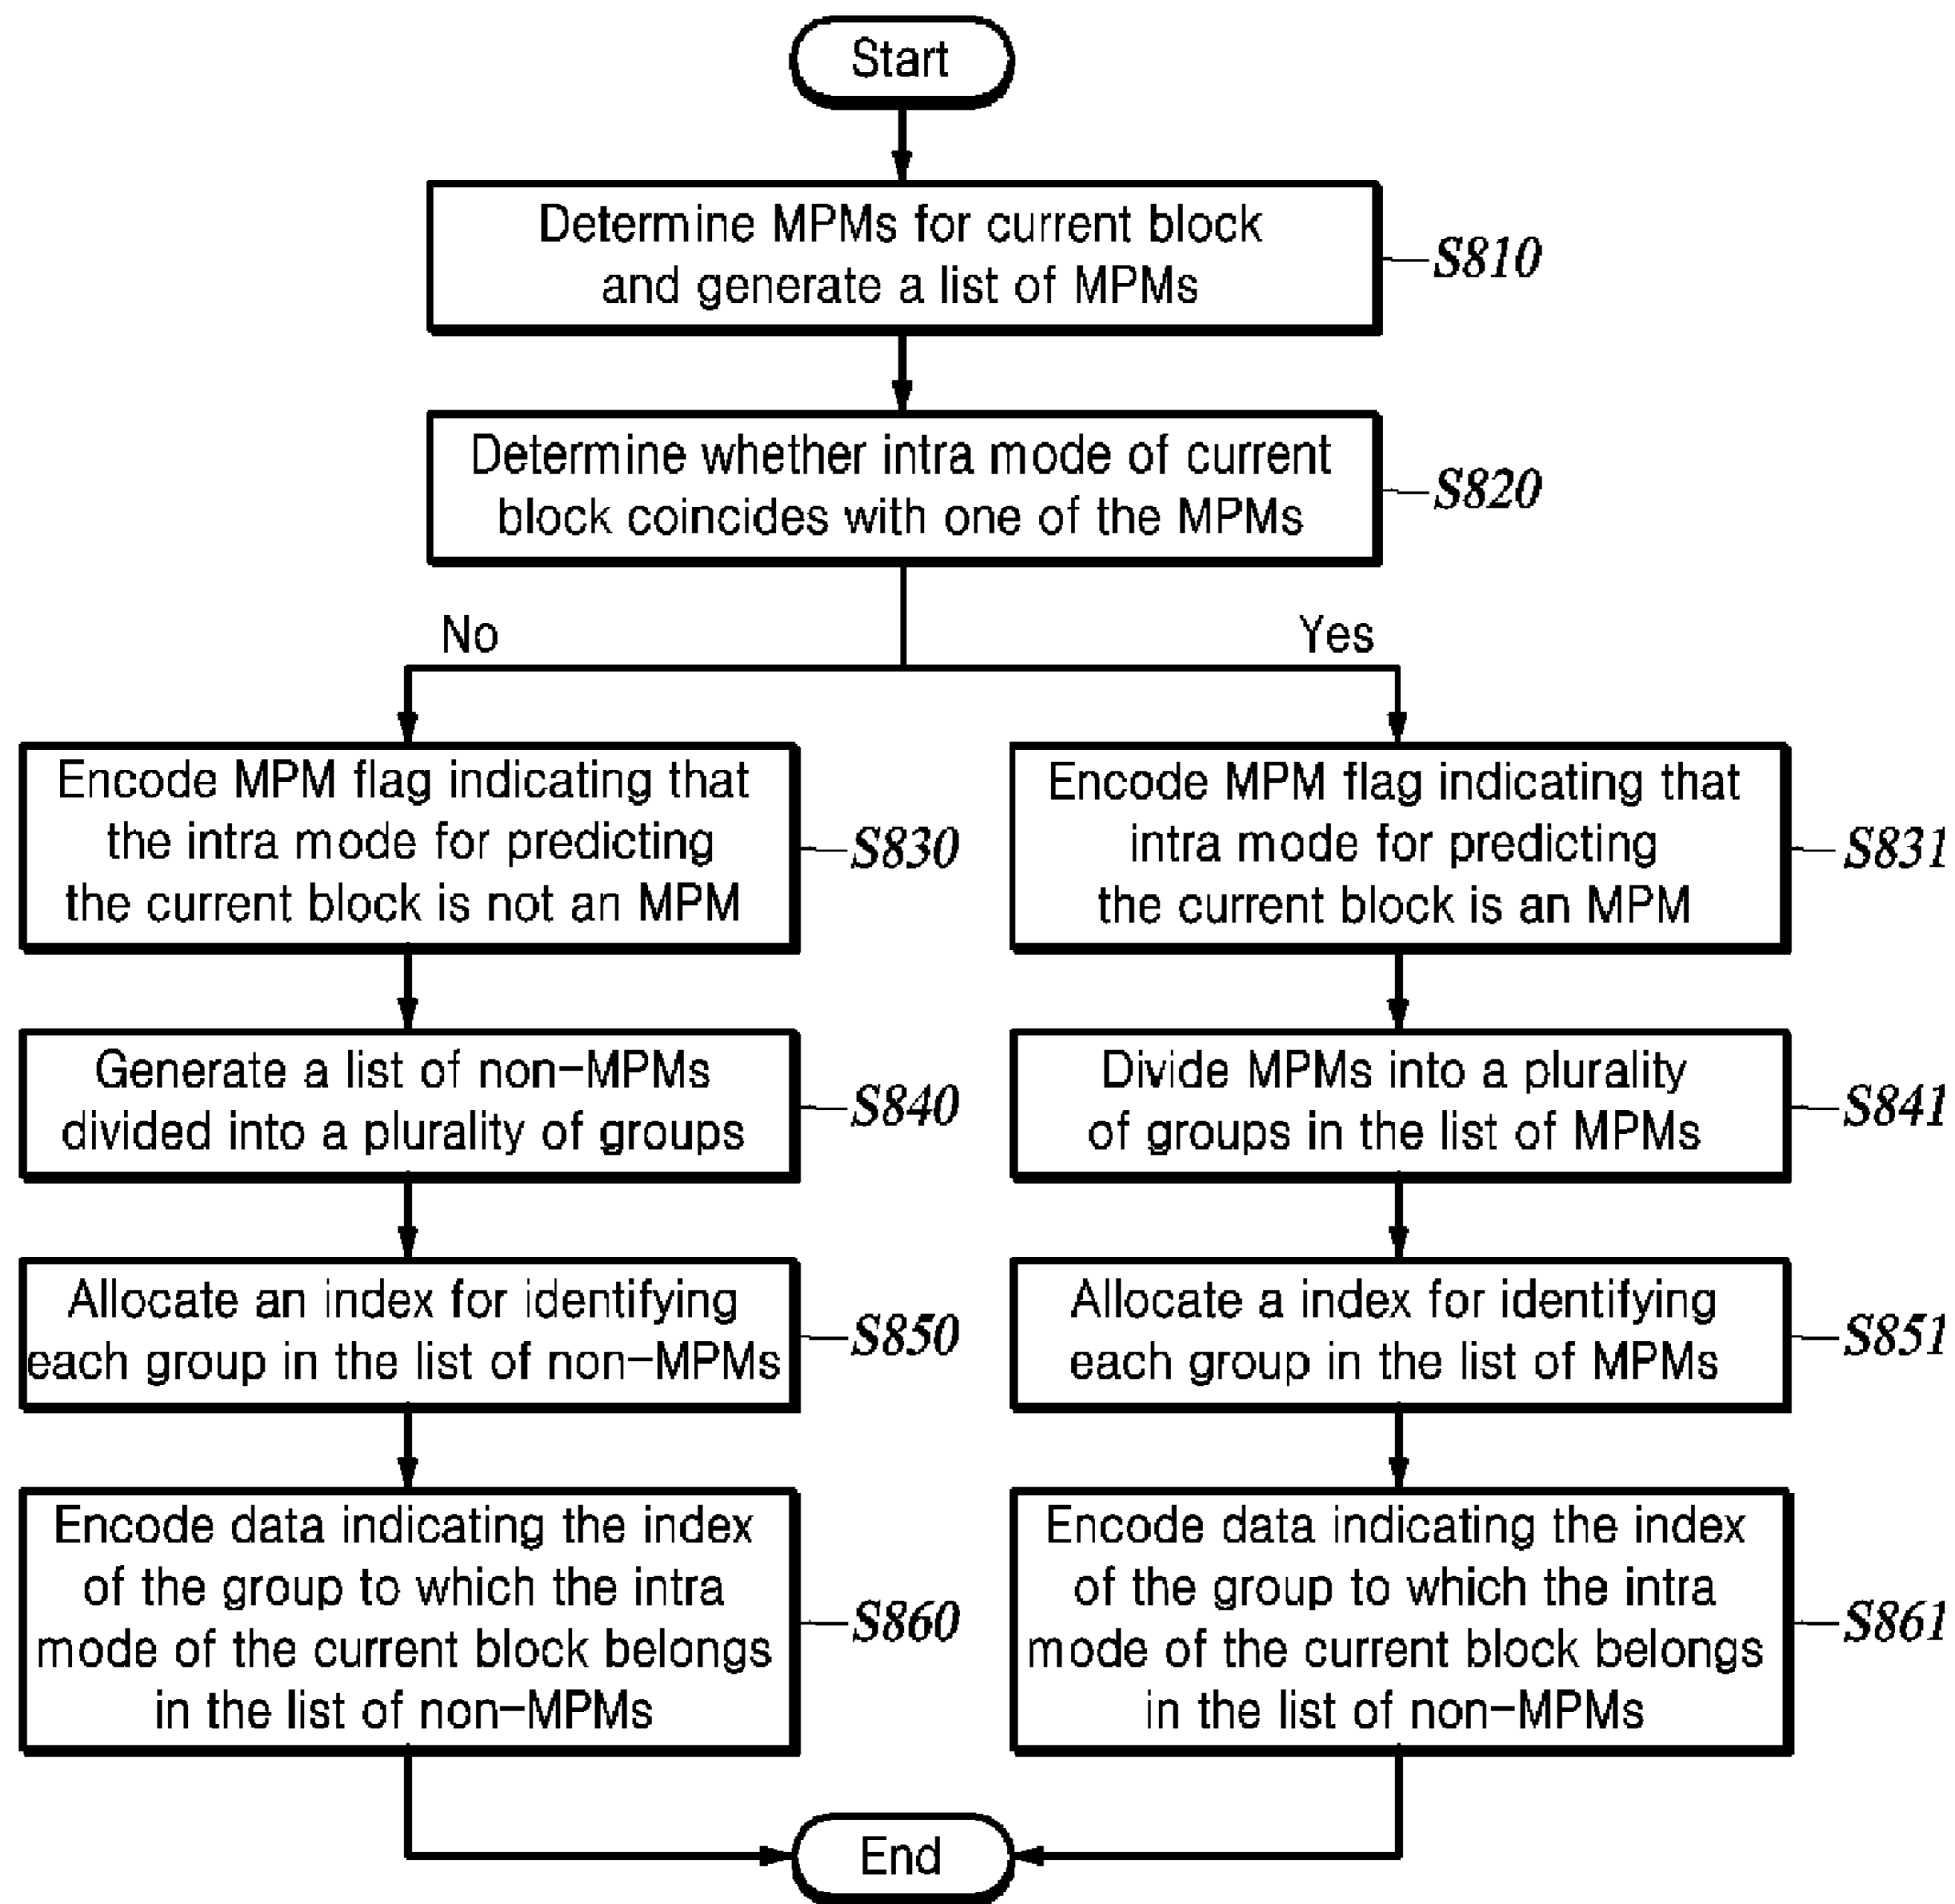 Start
Determine MPMs for current block
and generate a list of MPMs
S810
Determine whether intra mode of current
block coincides with one of the MPMs
S820
No
Yes
Encode MPM flag indicating that
the intra mode for predicting
the current block is not an MPM
S830
Encode MPM flag indicating that
intra mode for predicting
the current block is an MPM
S831
Generate a list of non-MPMs
divided into a plurality of groups
S840
Divide MPMs into a plurality
of groups in the list of MPMs
S841
Allocate an index for identifying
each group in the list of non-MPMs
S850
Allocate a index for identifying
each group in the list of MPMs
S851
Encode data indicating the index
of the group to which the intra
mode of the current block belongs
in the list of non-MPMs
S860
Encode data indicating the index
of the group to which the intra
mode of the current block belongs
in the list of non-MPMs
S861
End